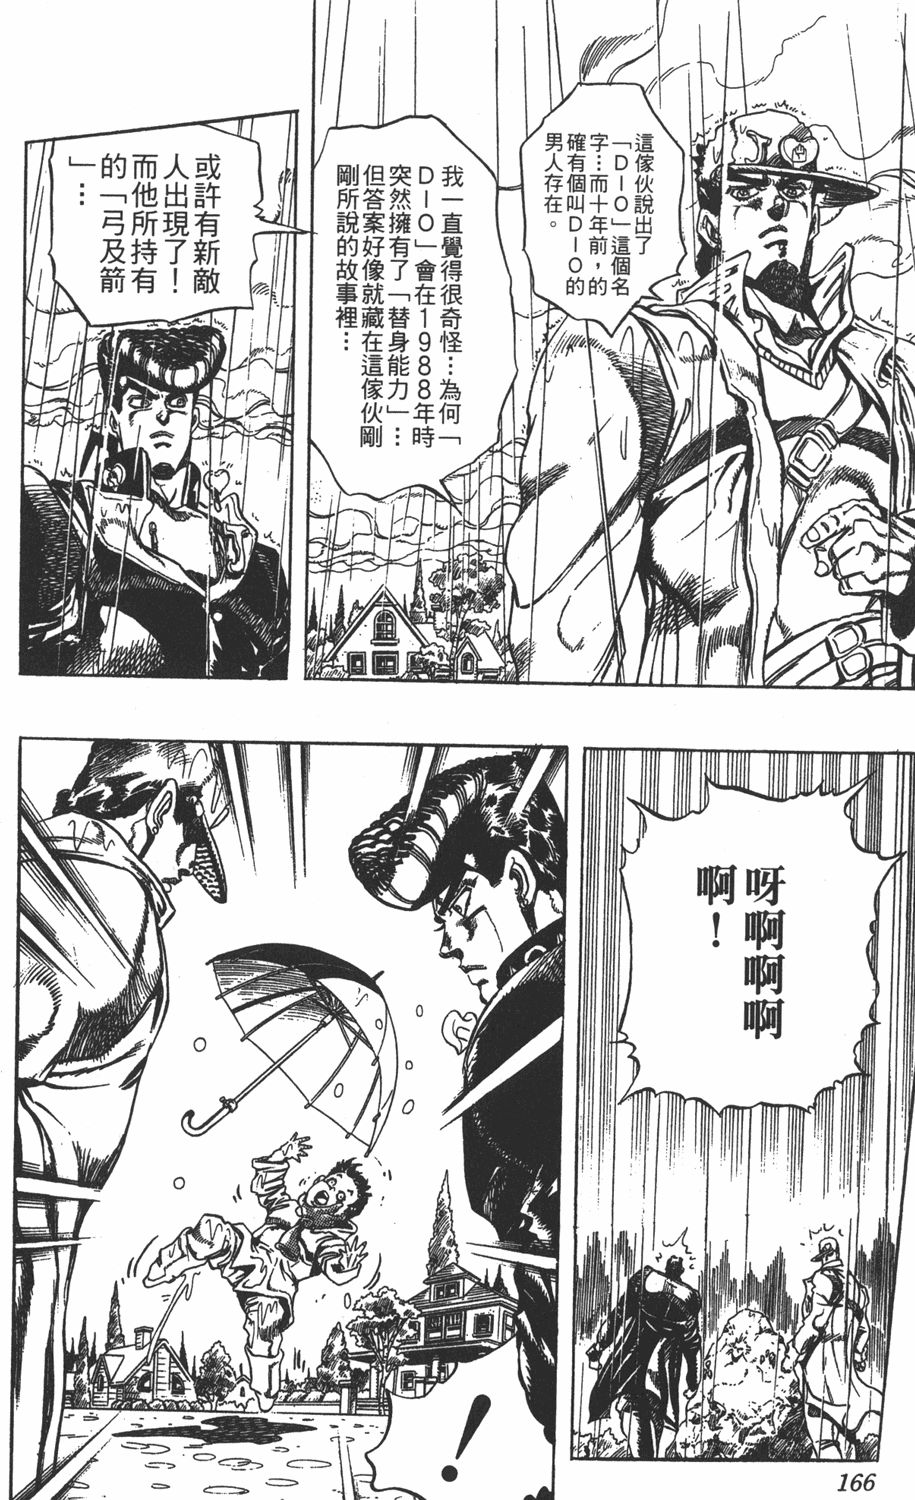 這傢伙說出了
「DIO」這個名
字…而十年前，
確有個叫DIO的
男人存在。
我一直覺得很奇怪…為何「
DIO」會在1988年時
突然擁有了「替身能力」…
但答案好像就藏在這傢伙剛
剛所說的故事裡…
或許有新敵
人出現了！
而他所持有
的「弓及箭
」…
呀啊啊啊
啊！
！
166